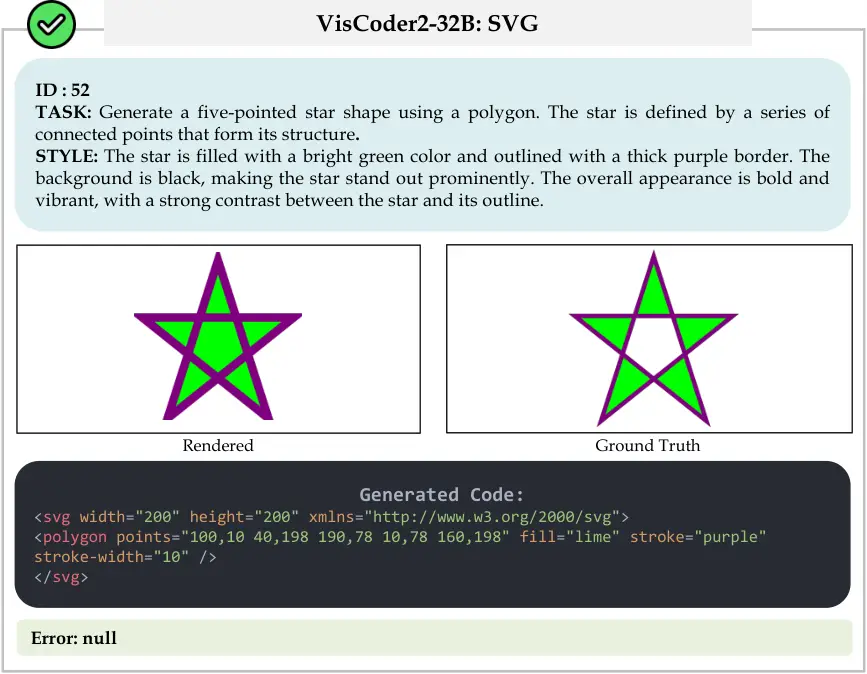 VisCoder2-32B: SVG
ID : 52
TASK: Generate a five-pointed star shape using a polygon. The star is defined by a series of
connected points that form its structure.
STYLE: The star is filled with a bright green color and outlined with a thick purple border. The
background is black, making the star stand out prominently. The overall appearance is bold and
vibrant, with a strong contrast between the star and its outline.
Rendered
Ground Truth
Generated Code:
<svg width="200" height="200" xmlns="http://www.w3.org/2000/svg">
<polygon points="100,10 40,198 190,78 10,78 160,198" fill="lime" stroke="purple"
stroke-width="10" />
</svg>
Error: null